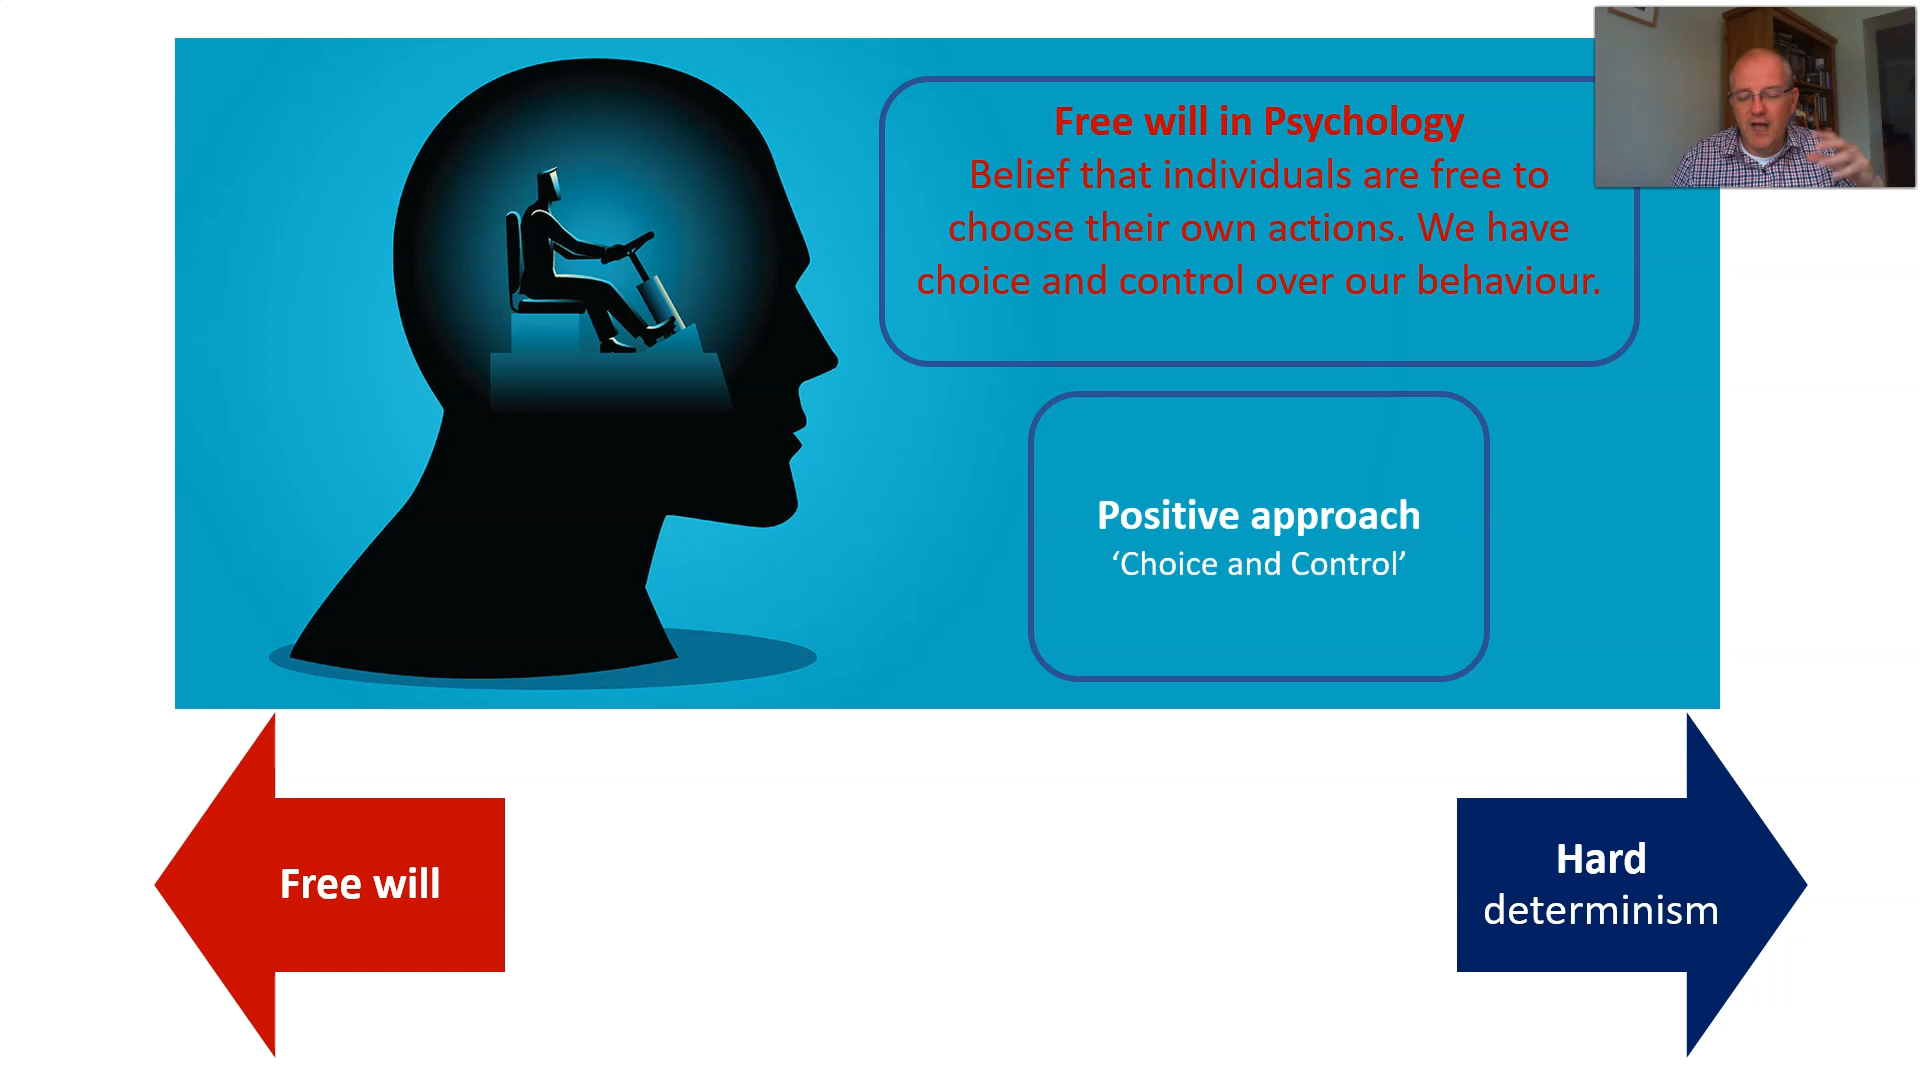 Free will in Psychology
Belief that individuals are free to
choose their own actions. We have
choice and control over our behaviour.
Positive approach
‘Choice and Control’
Free will
Hard
determinism